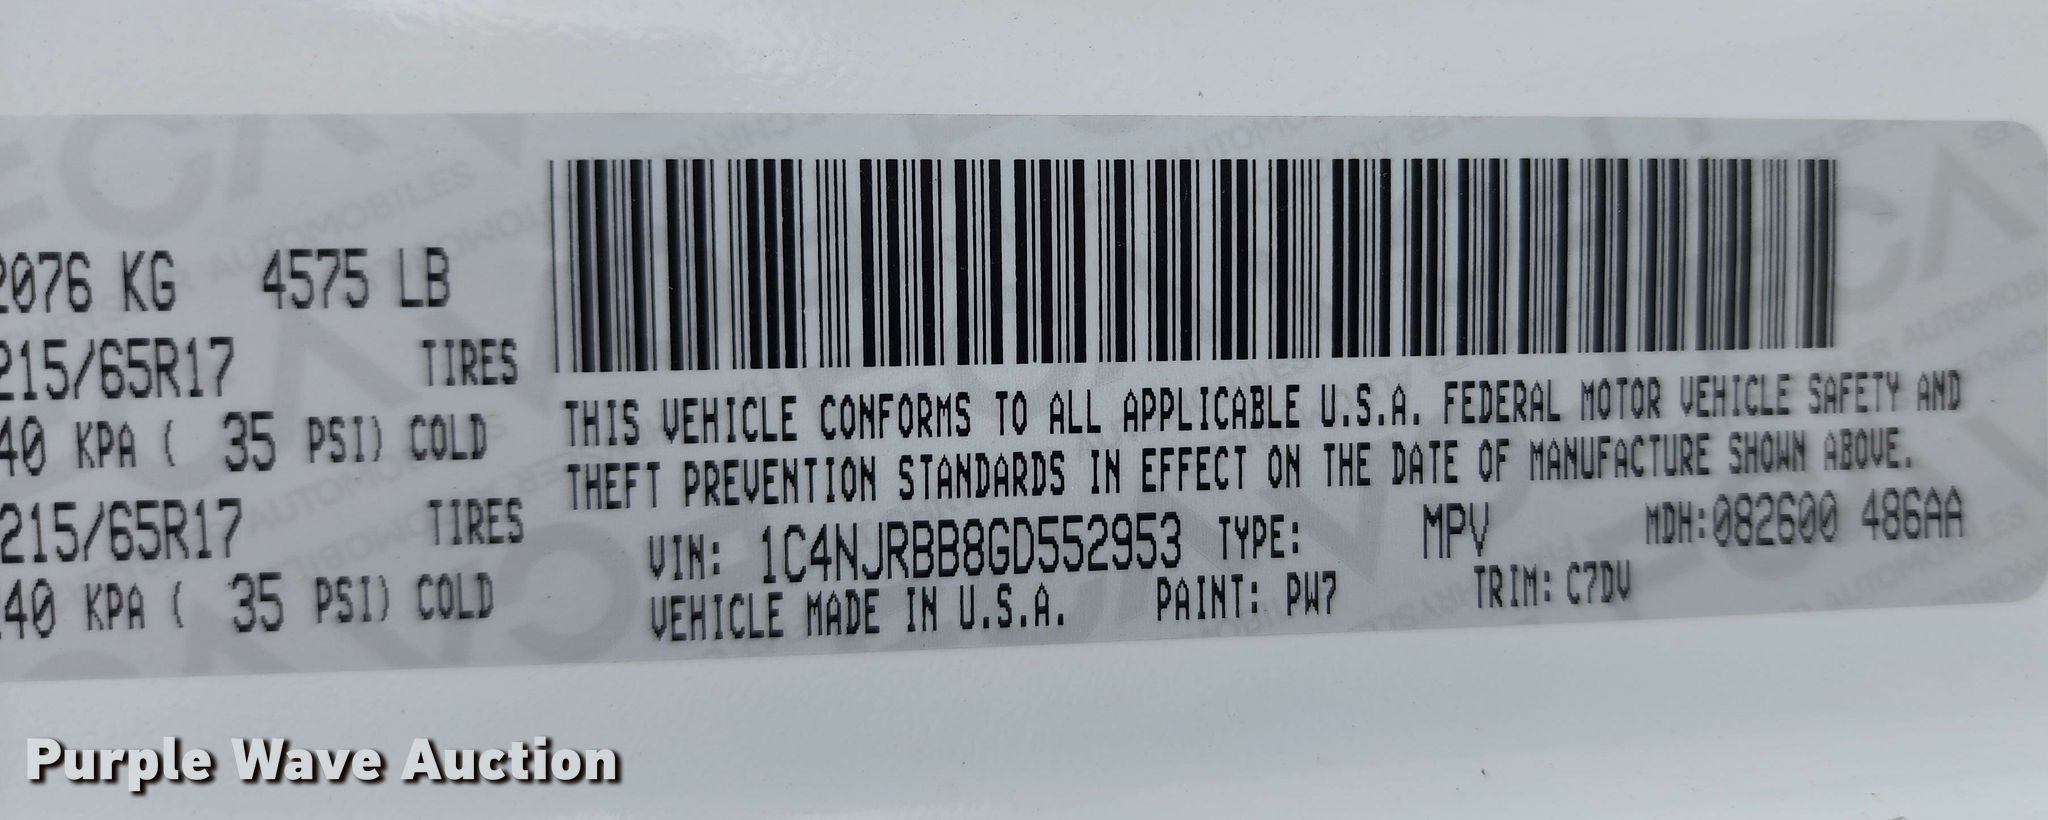 2076 KG 4575 LB
215/65R17 TIRES
40 KPA ( 35 PSI) COLD
215/65R17 TIRES
40 KPA ( 35 PSI) COLD
THIS VEHICLE CONFORMS TO ALL APPLICABLE U.S.A. FEDERAL MOTOR VEHICLE SAFETY AND
THEFT PREVENTION STANDARDS IN EFFECT ON THE DATE OF MANUFACTURE SHOWN ABOVE.
VIN: 1C4NJRBB8GD552953 TYPE: MPV MDH:082600 486AA
VEHICLE MADE IN U.S.A. PAINT: PW7 TRIM: C7DV
Purple Wave Auction